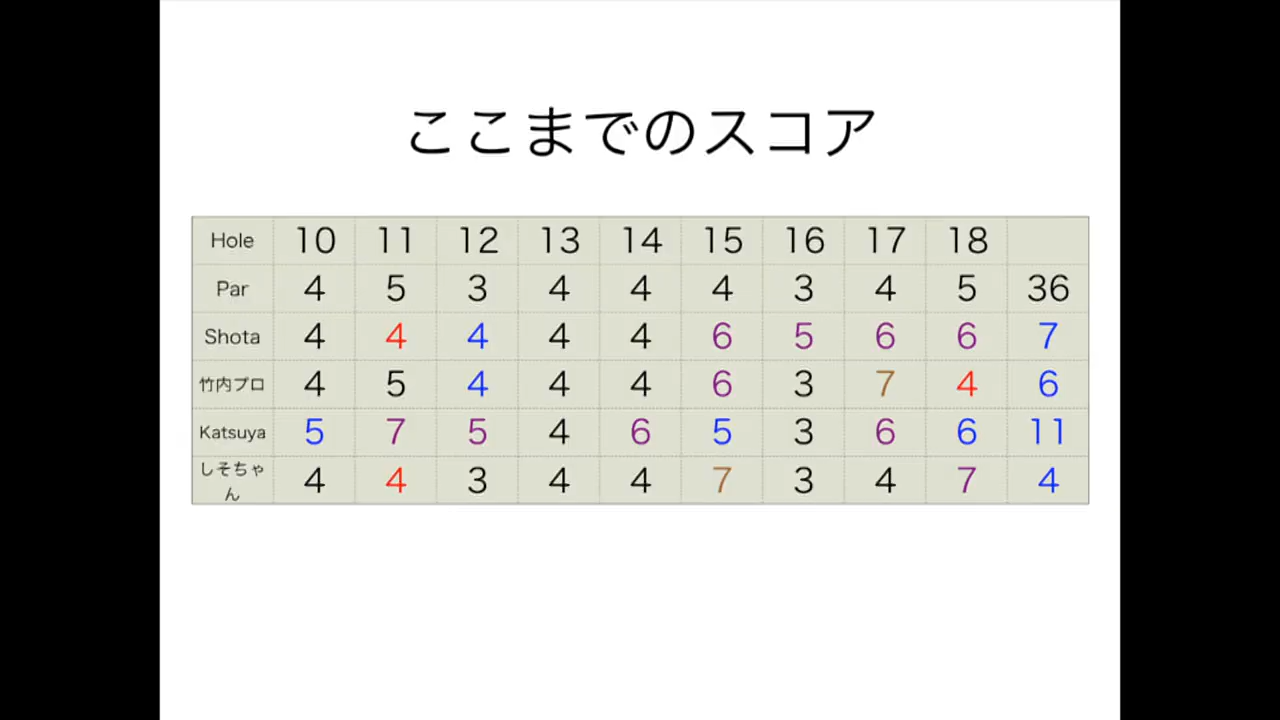 ここまでのスコア
Hole 10 11 12 13 14 15 16 17 18
Par 4 5 3 4 4 4 3 4 5 36
Shota 4 4 4 4 4 6 5 6 6 7
竹内プロ 4 5 4 4 4 6 3 7 4 6
Katsuya 5 7 5 4 6 5 3 6 6 11
しそちゃ
ん 4 4 3 4 4 7 3 4 7 4